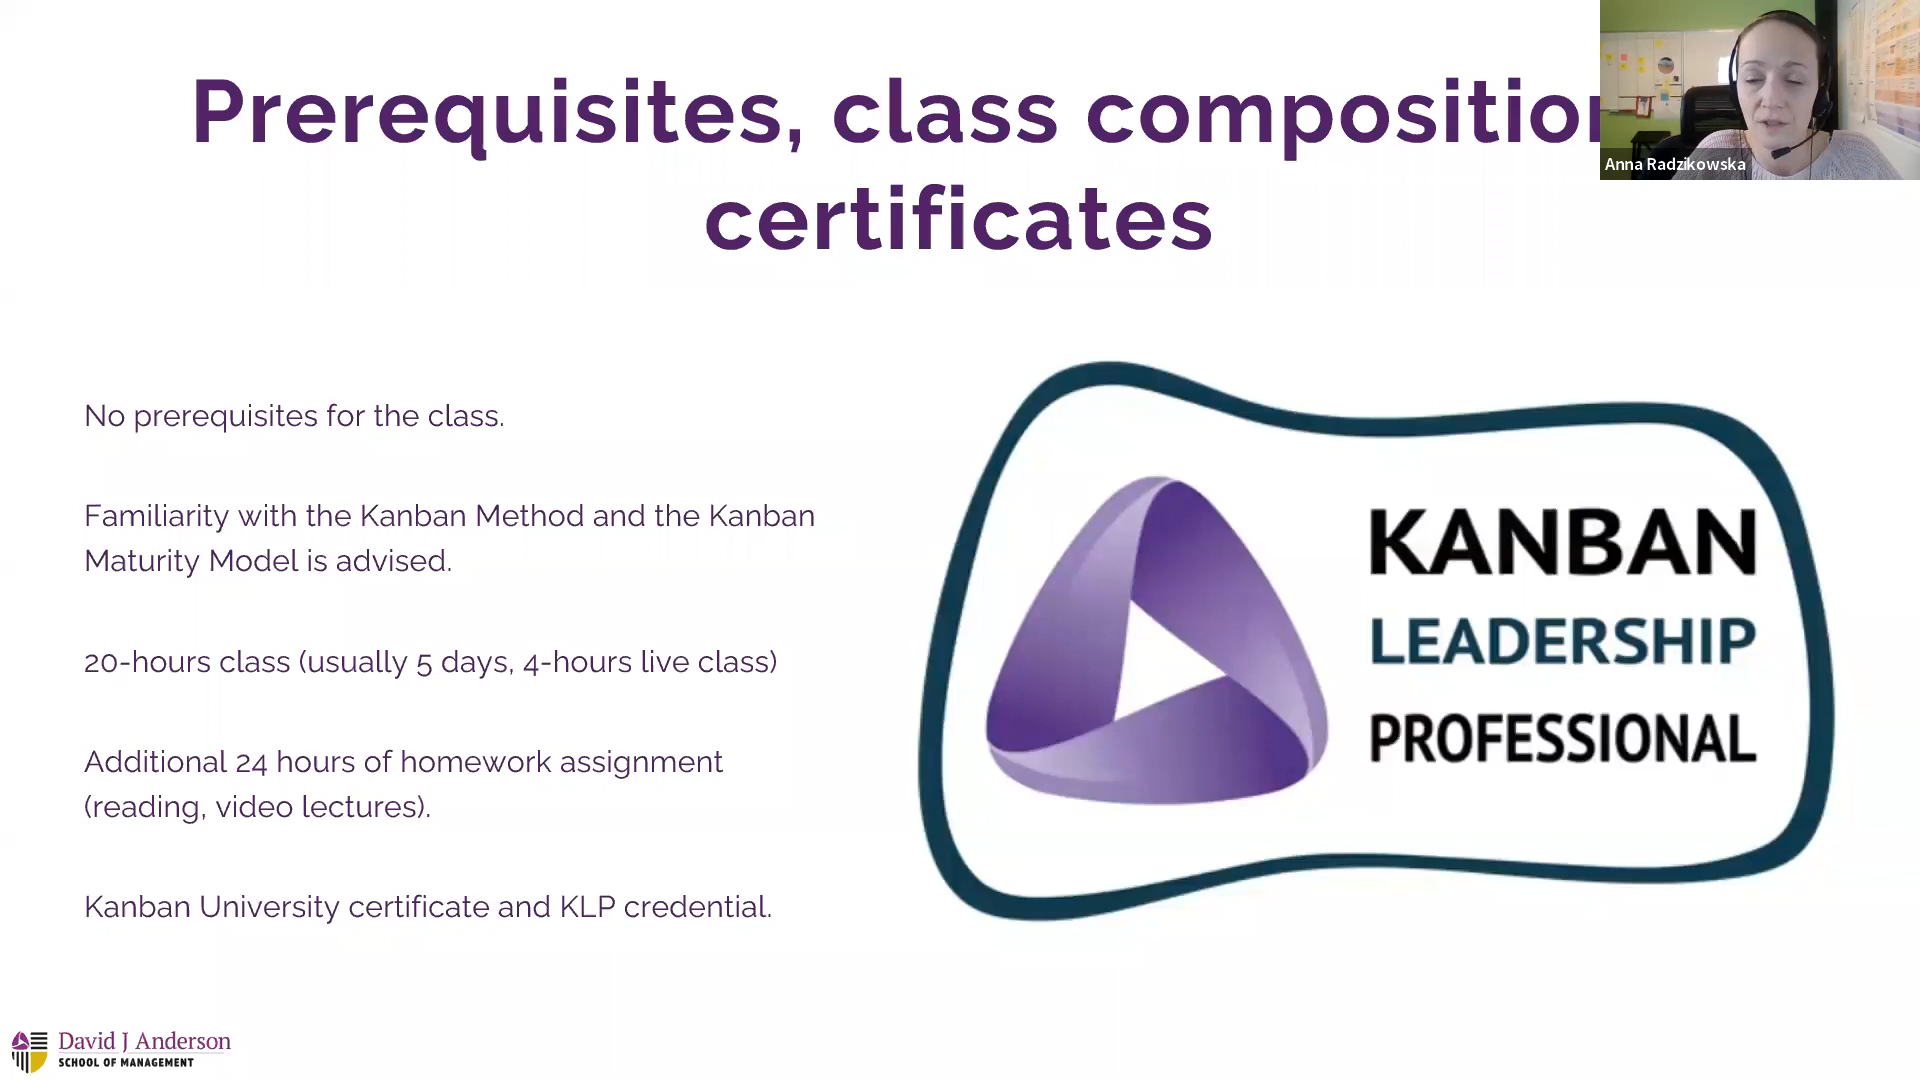 Prerequisites, class composition
certificates
Anna Radzikowska
No prerequisites for the class.
Familiarity with the Kanban Method and the Kanban
Maturity Model is advised.
20-hours class (usually 5 days, 4-hours live class)
Additional 24 hours of homework assignment
(reading, video lectures).
Kanban University certificate and KLP credential.
KANBAN
LEADERSHIP
PROFESSIONAL
David J Anderson
SCHOOL OF MANAGEMENT